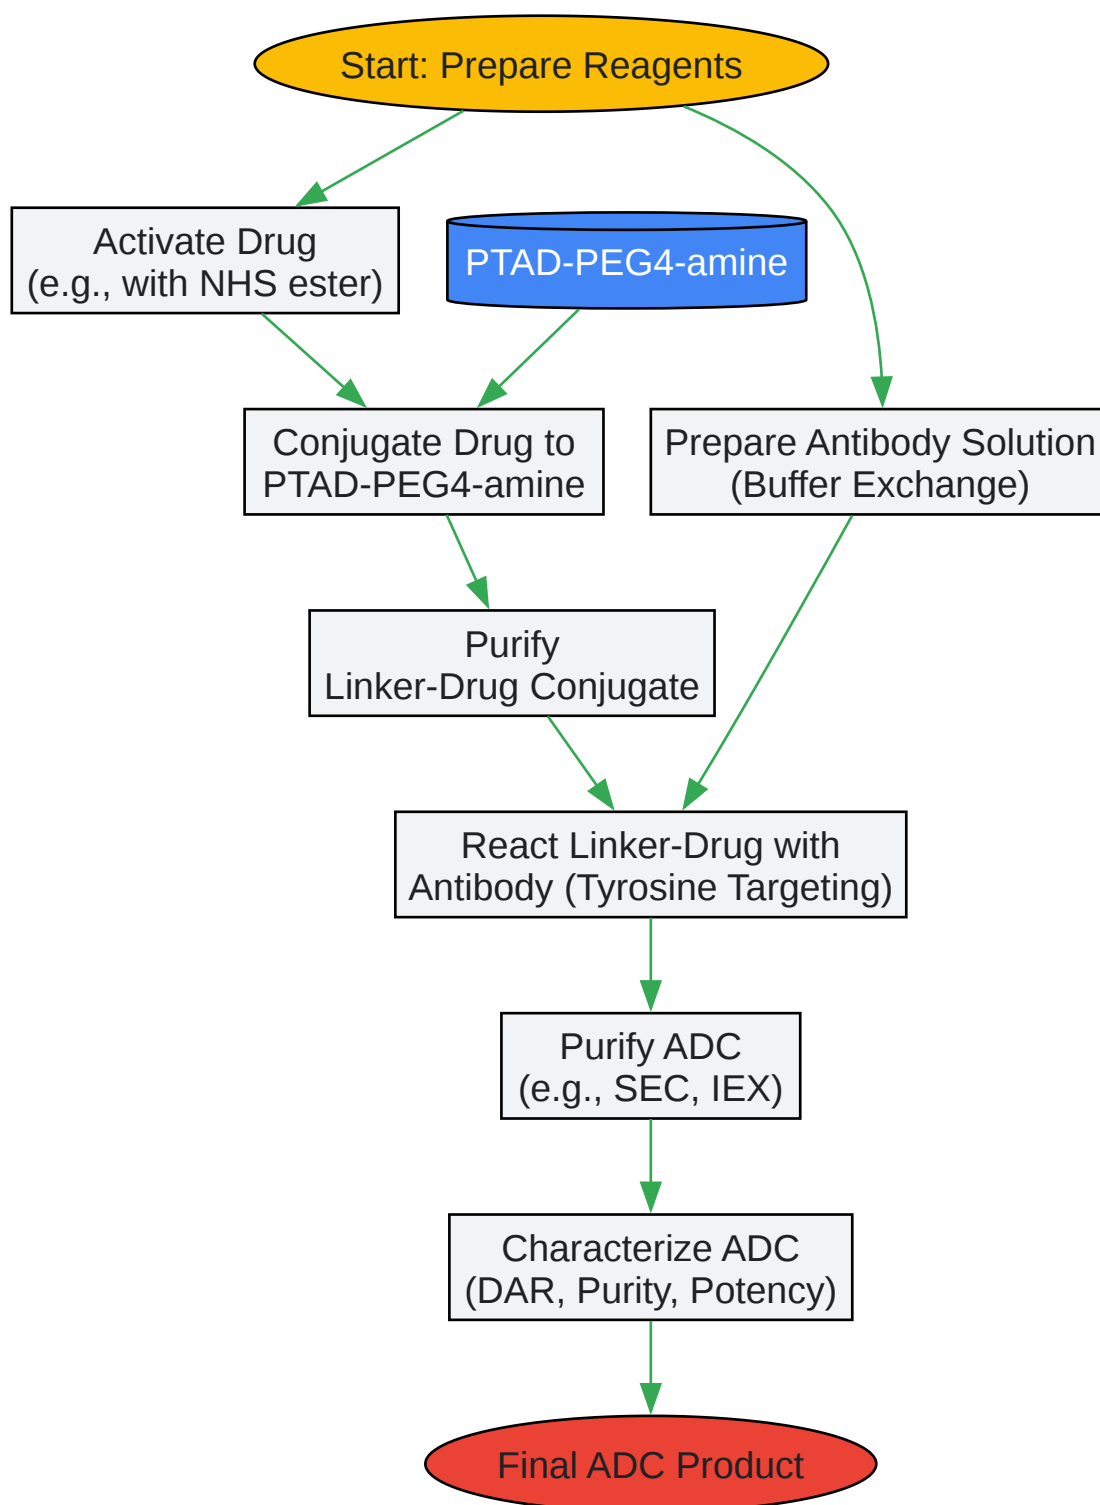 Start: Prepare Reagents
Activate Drug
(e.g., with NHS ester)
PTAD-PEG4-amine
Conjugate Drug to
PTAD-PEG4-amine
Prepare Antibody Solution
(Buffer Exchange)
Purify
Linker-Drug Conjugate
React Linker-Drug with
Antibody (Tyrosine Targeting)
Purify ADC
(e.g., SEC, IEX)
Characterize ADC
(DAR, Purity, Potency)
Final ADC Product